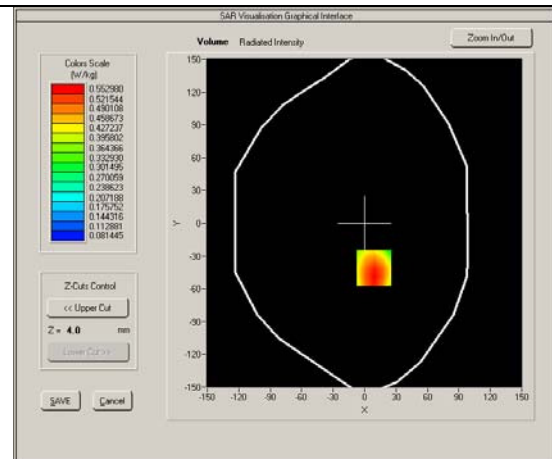 SAR Visualisation Graphical Interface
Volume Radiated Intensity
Zoom In/Out
Colors Scale
(W/kg)
0.552980
0.521544
0.490108
0.458673
0.427237
0.395802
0.364366
0.332930
0.301495
0.270059
0.238623
0.207188
0.175752
0.144316
0.112881
0.081445
Z-Cuts Control
<< Upper Cut
Z = 4.0 mm
Lower Cut >>
SAVE Cancel
150-
120-
90-
60-
30-
0-
-30-
-60-
-90-
-120-
-150-
Y
-150 -120 -90 -60 -30 0 30 60 90 120 150
X